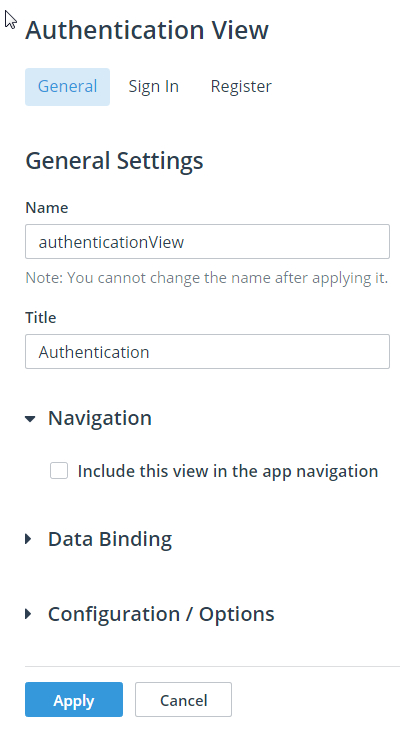 Authentication View
General Sign In Register
General Settings
Name
authenticationView
Note: You cannot change the name after applying it.
Title
Authentication
Navigation
Include this view in the app navigation
Data Binding
Configuration / Options
Apply Cancel